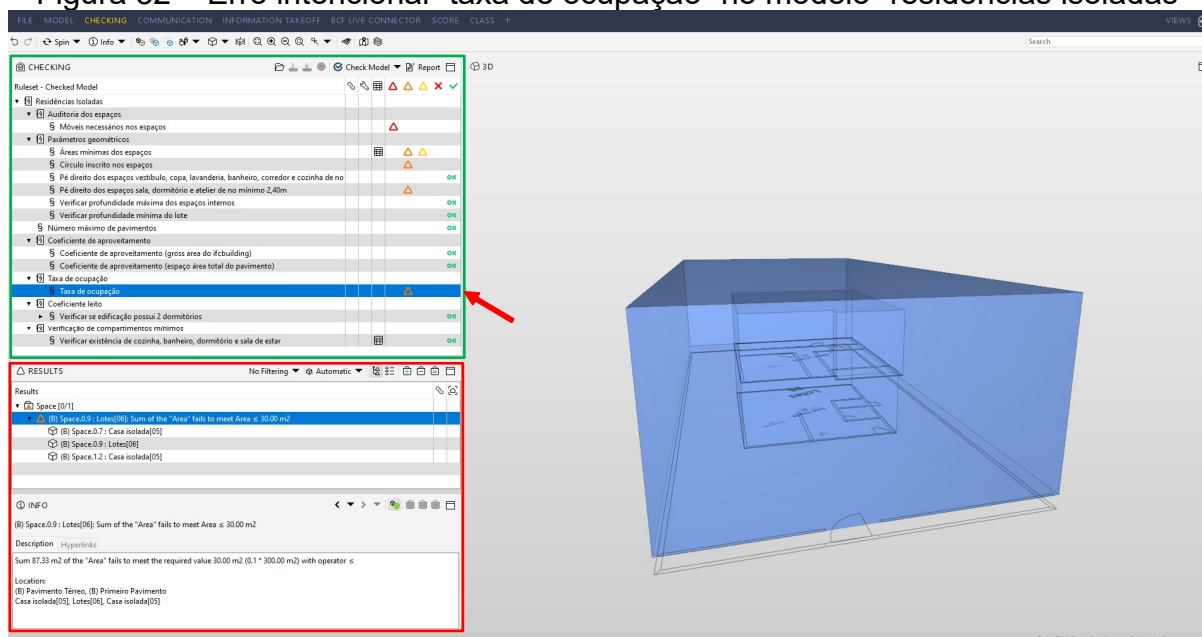 Figura 32 – Erro intencional “taxa de ocupação” no modelo “residências isoladas”
FILE MODEL CHECKING COMMUNICATION INFORMATION TAKEOFF BCF LIVE CONNECTOR SCORE CLASS + VIEWS
Spin Info Search
CHECKING Check Model Report 3D
Ruleset - Checked Model
§ Residências Isoladas
§ Auditoria dos espaços
§ Móveis necessários nos espaços
§ Parâmetros geométricos
§ Áreas mínimas dos espaços
§ Círculo inscrito nos espaços
§ Pé direito dos espaços vestíbulo, copa, lavanderia, banheiro, corredor e cozinha de no OK
§ Pé direito dos espaços sala, dormitório e atelier de no mínimo 2,40m
§ Verificar profundidade máxima dos espaços internos OK
§ Verificar profundidade mínima do lote OK
§ Número máximo de pavimentos OK
§ Coeficiente de aproveitamento
§ Coeficiente de aproveitamento (gross area do ifcbuilding) OK
§ Coeficiente de aproveitamento (espaço área total do pavimento) OK
§ Taxa de ocupação
§ Taxa de ocupação
§ Coeficiente leito
§ Verificar se edificação possui 2 dormitórios OK
§ Verificação de compartimentos mínimos
§ Verificar existência de cozinha, banheiro, dormitório e sala de estar OK
RESULTS No Filtering Automatic
Results
Space [0/1]
(B) Space.0.9 : Lotes[06]: Sum of the "Area" fails to meet Area ≤ 30.00 m2
(B) Space.0.7 : Casa isolada[05]
(B) Space.0.9 : Lotes[06]
(B) Space.1.2 : Casa isolada[05]
INFO
(B) Space.0.9 : Lotes[06]: Sum of the "Area" fails to meet Area ≤ 30.00 m2
Description Hyperlinks
Sum 87.33 m2 of the "Area" fails to meet the required value 30.00 m2 (0.1 * 300.00 m2) with operator ≤
Location:
(B) Pavimento Térreo, (B) Primeiro Pavimento
Casa isolada[05], Lotes[06], Casa isolada[05]